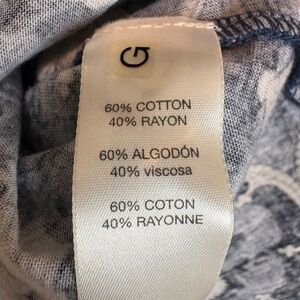 G
60% COTTON
40% RAYON
60% ALGODÓN
40% viscosa
60% COTON
40% RAYONNE